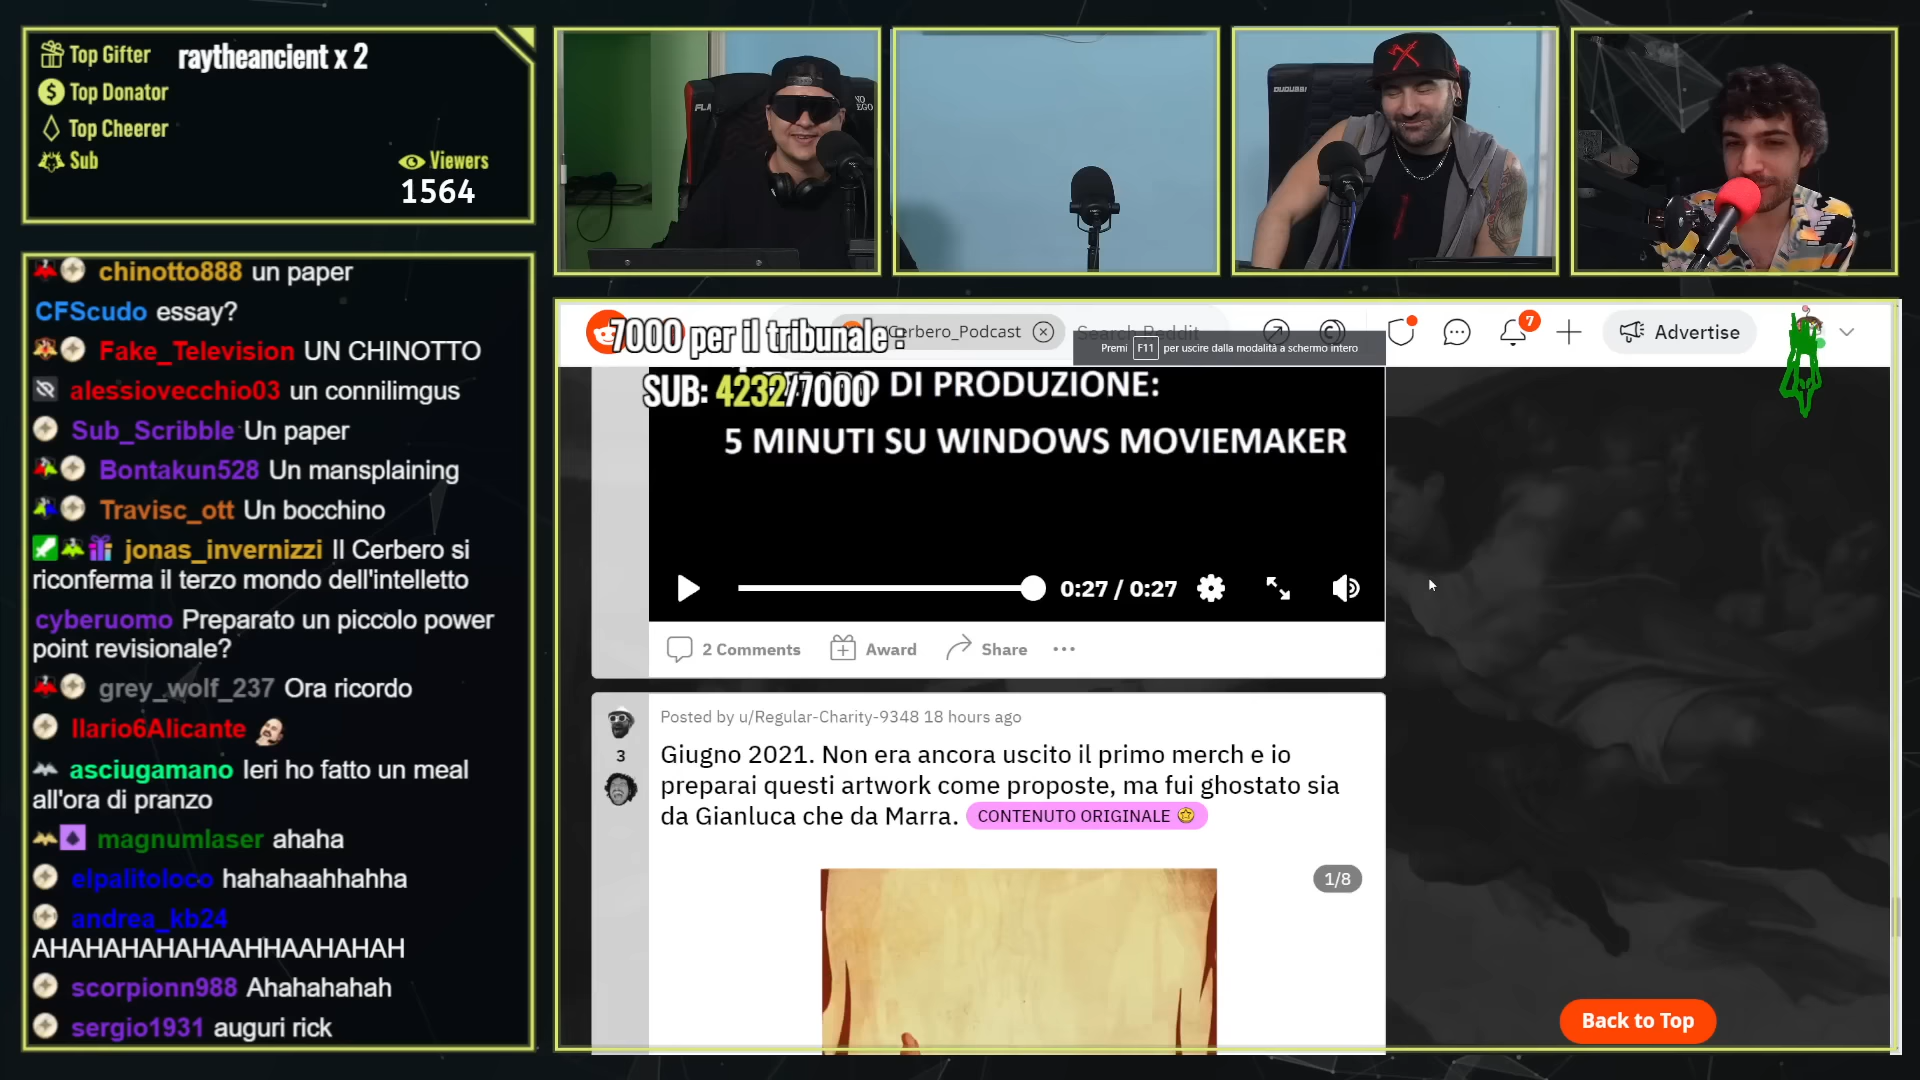 Top Gifter raytheancient x 2
Top Donator
Top Cheerer
Sub
Viewers
1564
chinotto888 un paper
CFScudo essay?
Fake_Television UN CHINOTTO
alessiovecchio03 un connilimgus
Sub_Scribble Un paper
Bontakun528 Un mansplaining
Travisc_ott Un bocchino
jonas_invernizzi Il Cerbero si
riconferma il terzo mondo dell'intelletto
cyberuomo Preparato un piccolo power
point revisionale?
grey_wolf_237 Ora ricordo
Ilario6Alicante
asciugamano Ieri ho fatto un meal
all'ora di pranzo
magnumlaser ahaha
elpalitoloco hahahaahhahha
andrea_kb24
AHAHAHAHAHAAHHAAHAHAH
scorpionn988 Ahahahahah
sergio1931 auguri rick
NO
EGO
7000 per il tribunale :
Cerbero_Podcast
Search Reddit
7
Advertise
Premi F11 per uscire dalla modalità a schermo intero
SUB: 4232/7000
DI PRODUZIONE:
5 MINUTI SU WINDOWS MOVIEMAKER
0:27 / 0:27
2 Comments Award Share
Posted by u/Regular-Charity-9348 18 hours ago
3
Giugno 2021. Non era ancora uscito il primo merch e io
preparai questi artwork come proposte, ma fui ghostato sia
da Gianluca che da Marra. CONTENUTO ORIGINALE
1/8
Back to Top